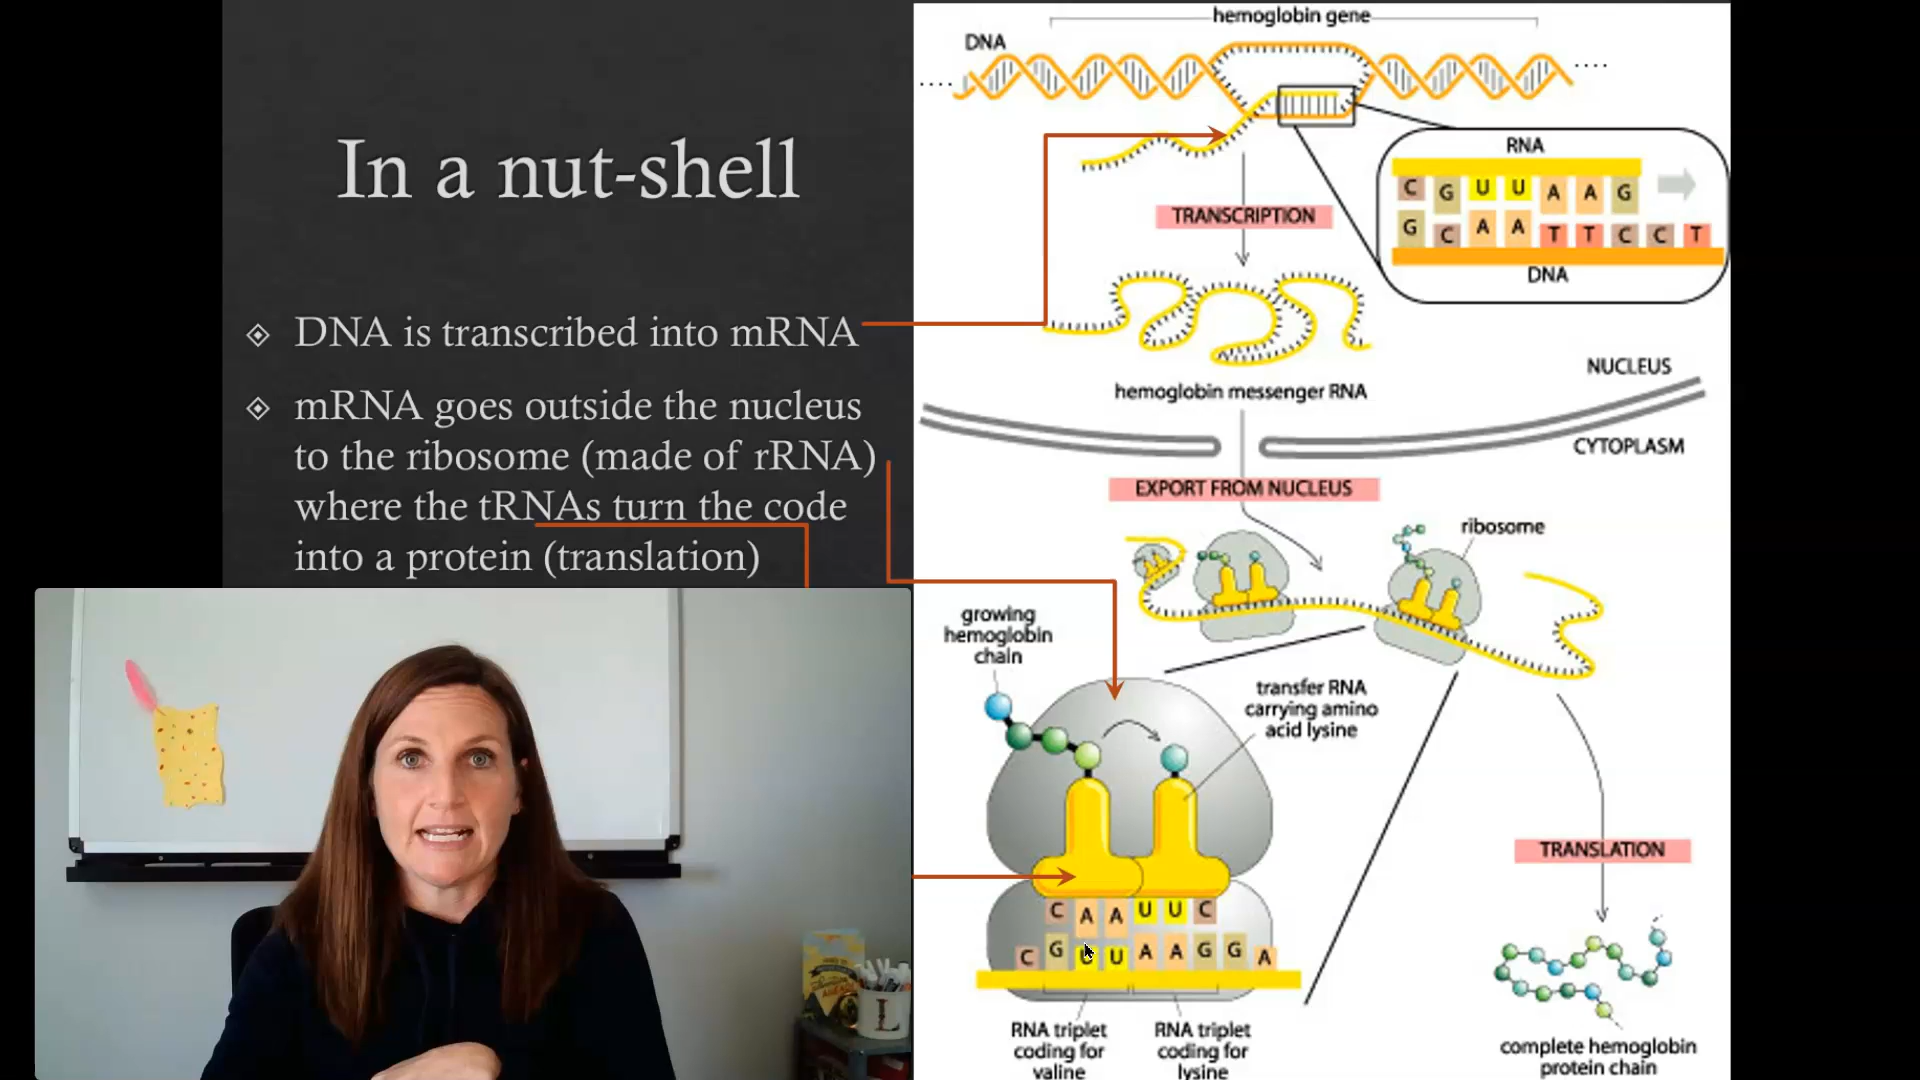 In a nut-shell
DNA is transcribed into mRNA
mRNA goes outside the nucleus
to the ribosome (made of rRNA)
where the tRNAs turn the code
into a protein (translation)
hemoglobin gene
DNA
RNA
C G U U A A G
G C A A T T C C T
DNA
TRANSCRIPTION
hemoglobin messenger RNA
NUCLEUS
CYTOPLASM
EXPORT FROM NUCLEUS
ribosome
growing
hemoglobin
chain
transfer RNA
carrying amino
acid lysine
C A A U U C
C G U U A A G G A
RNA triplet
coding for
valine
RNA triplet
coding for
lysine
TRANSLATION
complete hemoglobin
protein chain
L